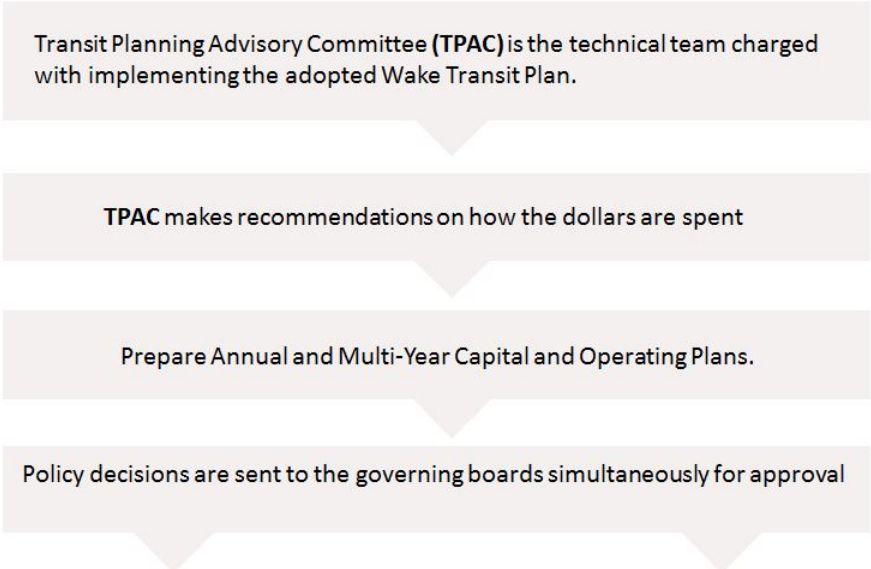 Transit Planning Advisory Committee (TPAC) is the technical team charged
with implementing the adopted Wake Transit Plan.
TPAC makes recommendations on how the dollars are spent
Prepare Annual and Multi-Year Capital and Operating Plans.
Policy decisions are sent to the governing boards simultaneously for approval